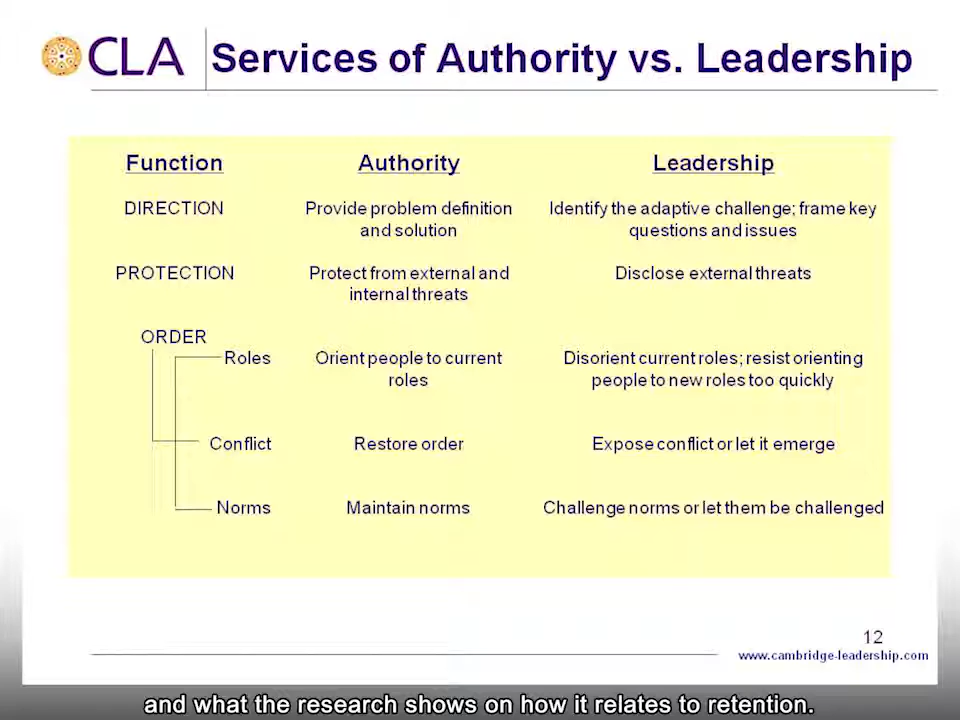 CLA
Services of Authority vs. Leadership
Function Authority Leadership
DIRECTION
Provide problem definition
and solution
Identify the adaptive challenge; frame key
questions and issues
PROTECTION
Protect from external and
internal threats
Disclose external threats
ORDER
Roles
Orient people to current
roles
Disorient current roles; resist orienting
people to new roles too quickly
Conflict
Restore order
Expose conflict or let it emerge
Norms
Maintain norms
Challenge norms or let them be challenged
12
www.cambridge-leadership.com
and what the research shows on how it relates to retention.